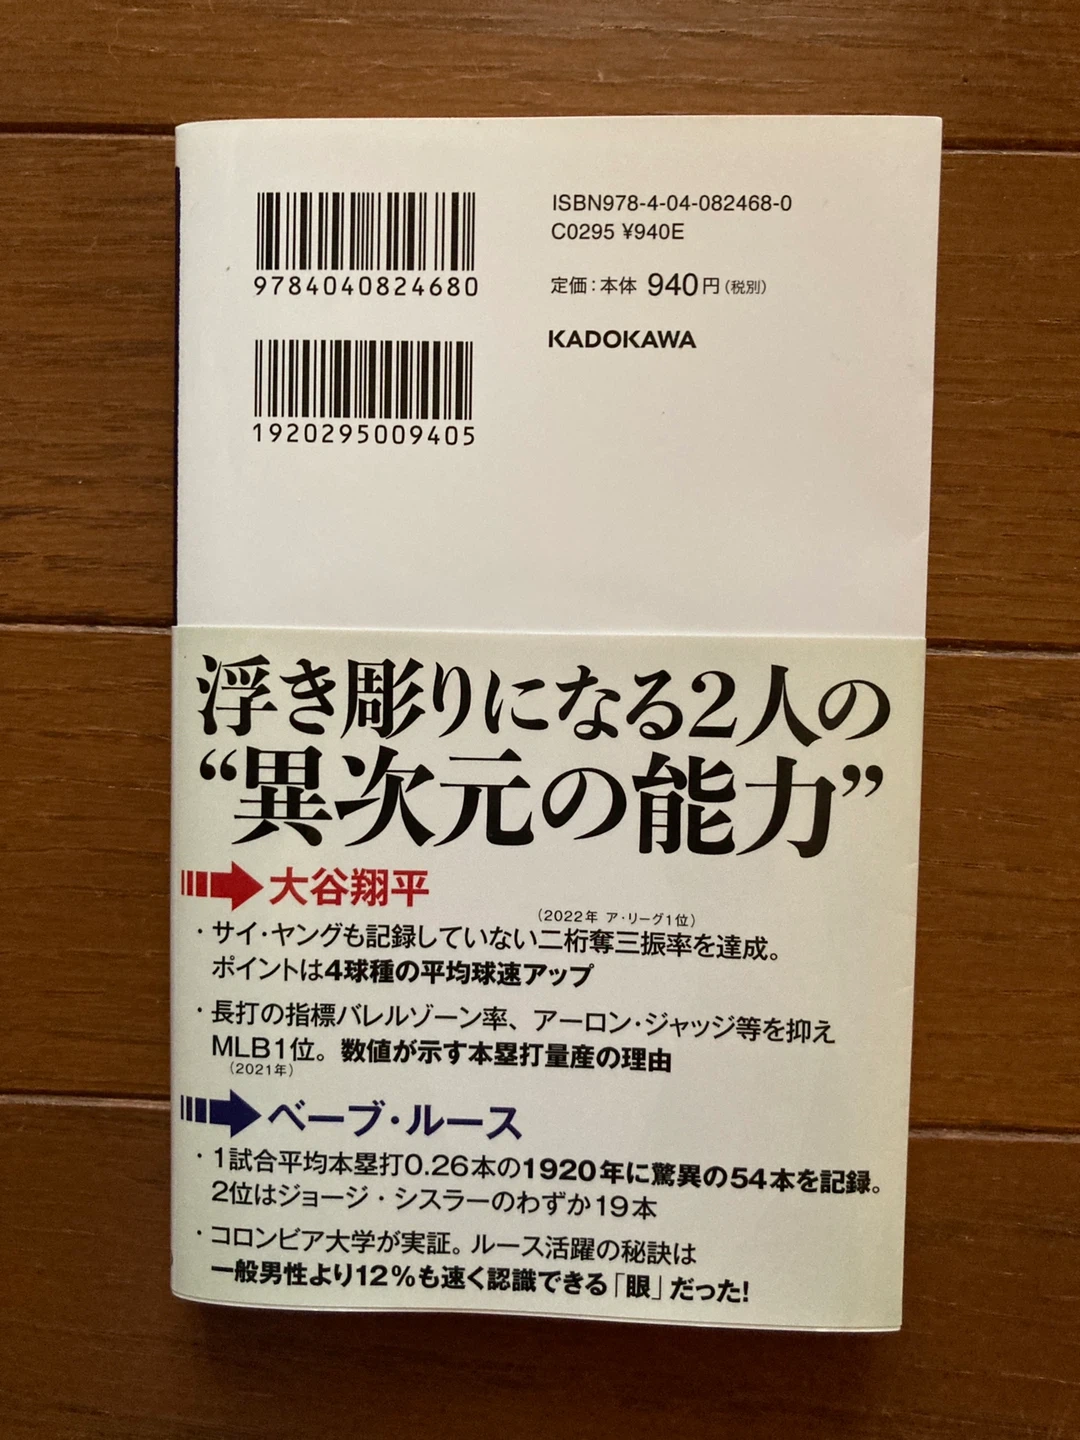 9784040824680
1920295009405
ISBN978-4-04-082468-0
C0295 ¥940E
定価：本体 940円（税別）
KADOKAWA
浮き彫りになる2人の
“異次元の能力”
大谷翔平
（2022年 ア・リーグ1位）
・サイ・ヤングも記録していない二桁奪三振率を達成。
ポイントは4球種の平均球速アップ
・長打の指標バレルゾーン率、アーロン・ジャッジ等を抑え
MLB1位。数値が示す本塁打量産の理由
（2021年）
ベーブ・ルース
・1試合平均本塁打0.26本の1920年に驚異の54本を記録。
2位はジョージ・シスラーのわずか19本
・コロンビア大学が実証。ルース活躍の秘訣は
一般男性より12%も速く認識できる「眼」だった!